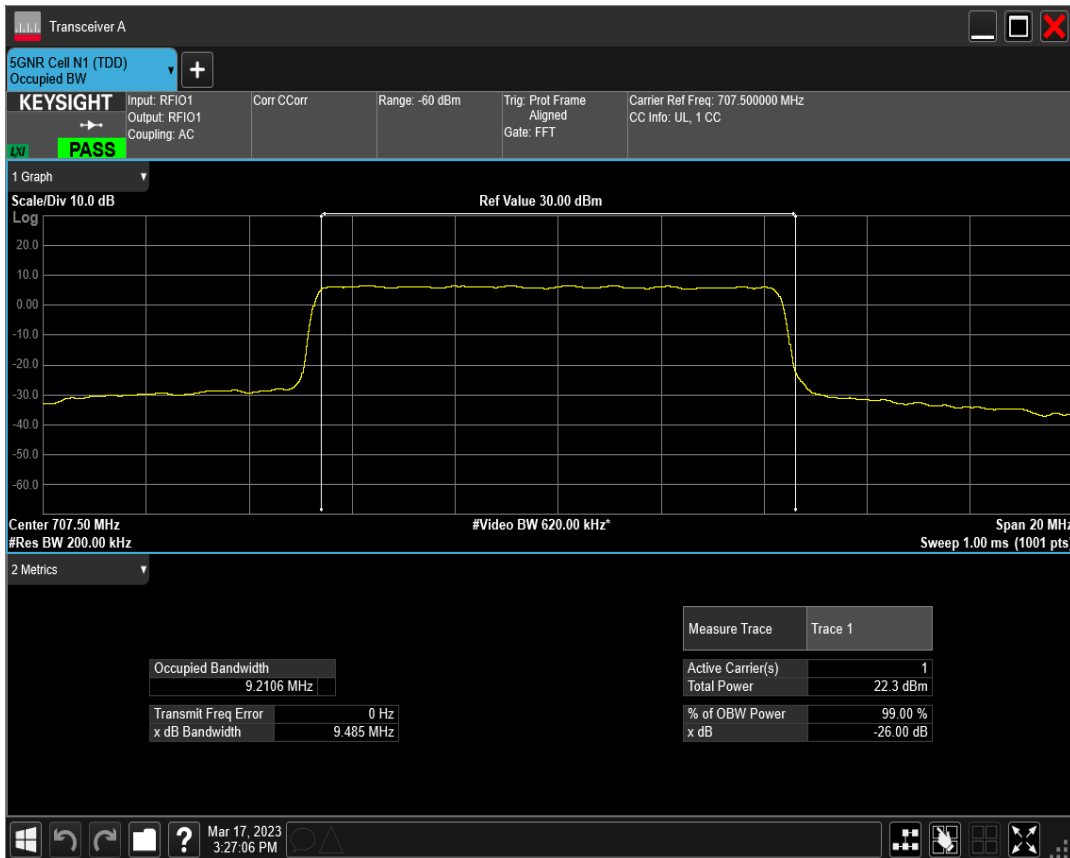 Transceiver A
5GNR Cell N1 (TDD)
Occupied BW
+
KEYSIGHT
LXI
PASS
Input: RFIO1
Output: RFIO1
Coupling: AC
Corr CCorr
Range: -60 dBm
Trig: Prot Frame
Aligned
Gate: FFT
Carrier Ref Freq: 707.500000 MHz
CC Info: UL, 1 CC
1 Graph
Scale/Div 10.0 dB
Ref Value 30.00 dBm
Log
20.0
10.0
0.00
-10.0
-20.0
-30.0
-40.0
-50.0
-60.0
Center 707.50 MHz
#Video BW 620.00 kHz*
Span 20 MHz
#Res BW 200.00 kHz
Sweep 1.00 ms (1001 pts)
2 Metrics
Measure Trace Trace 1
Occupied Bandwidth
9.2106 MHz
Active Carrier(s) 1
Total Power 22.3 dBm
Transmit Freq Error 0 Hz
x dB Bandwidth 9.485 MHz
% of OBW Power 99.00 %
x dB -26.00 dB
?
Mar 17, 2023
3:27:06 PM